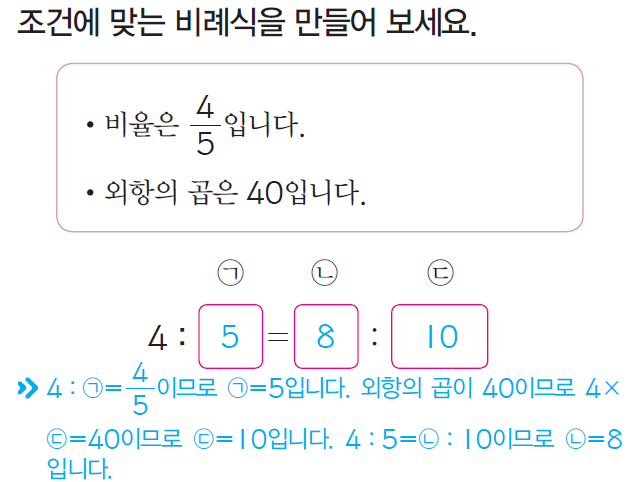 조건에 맞는 비례식을 만들어 보세요.
• 비율은 4/5입니다.
• 외항의 곱은 40입니다.
㉠ ㉡ ㉢
4 : 5 = 8 : 10
≫ 4 : ㉠=4/5이므로 ㉠=5입니다. 외항의 곱이 40이므로 4×
㉢=40이므로 ㉢=10입니다. 4 : 5=㉡ : 10이므로 ㉡=8
입니다.